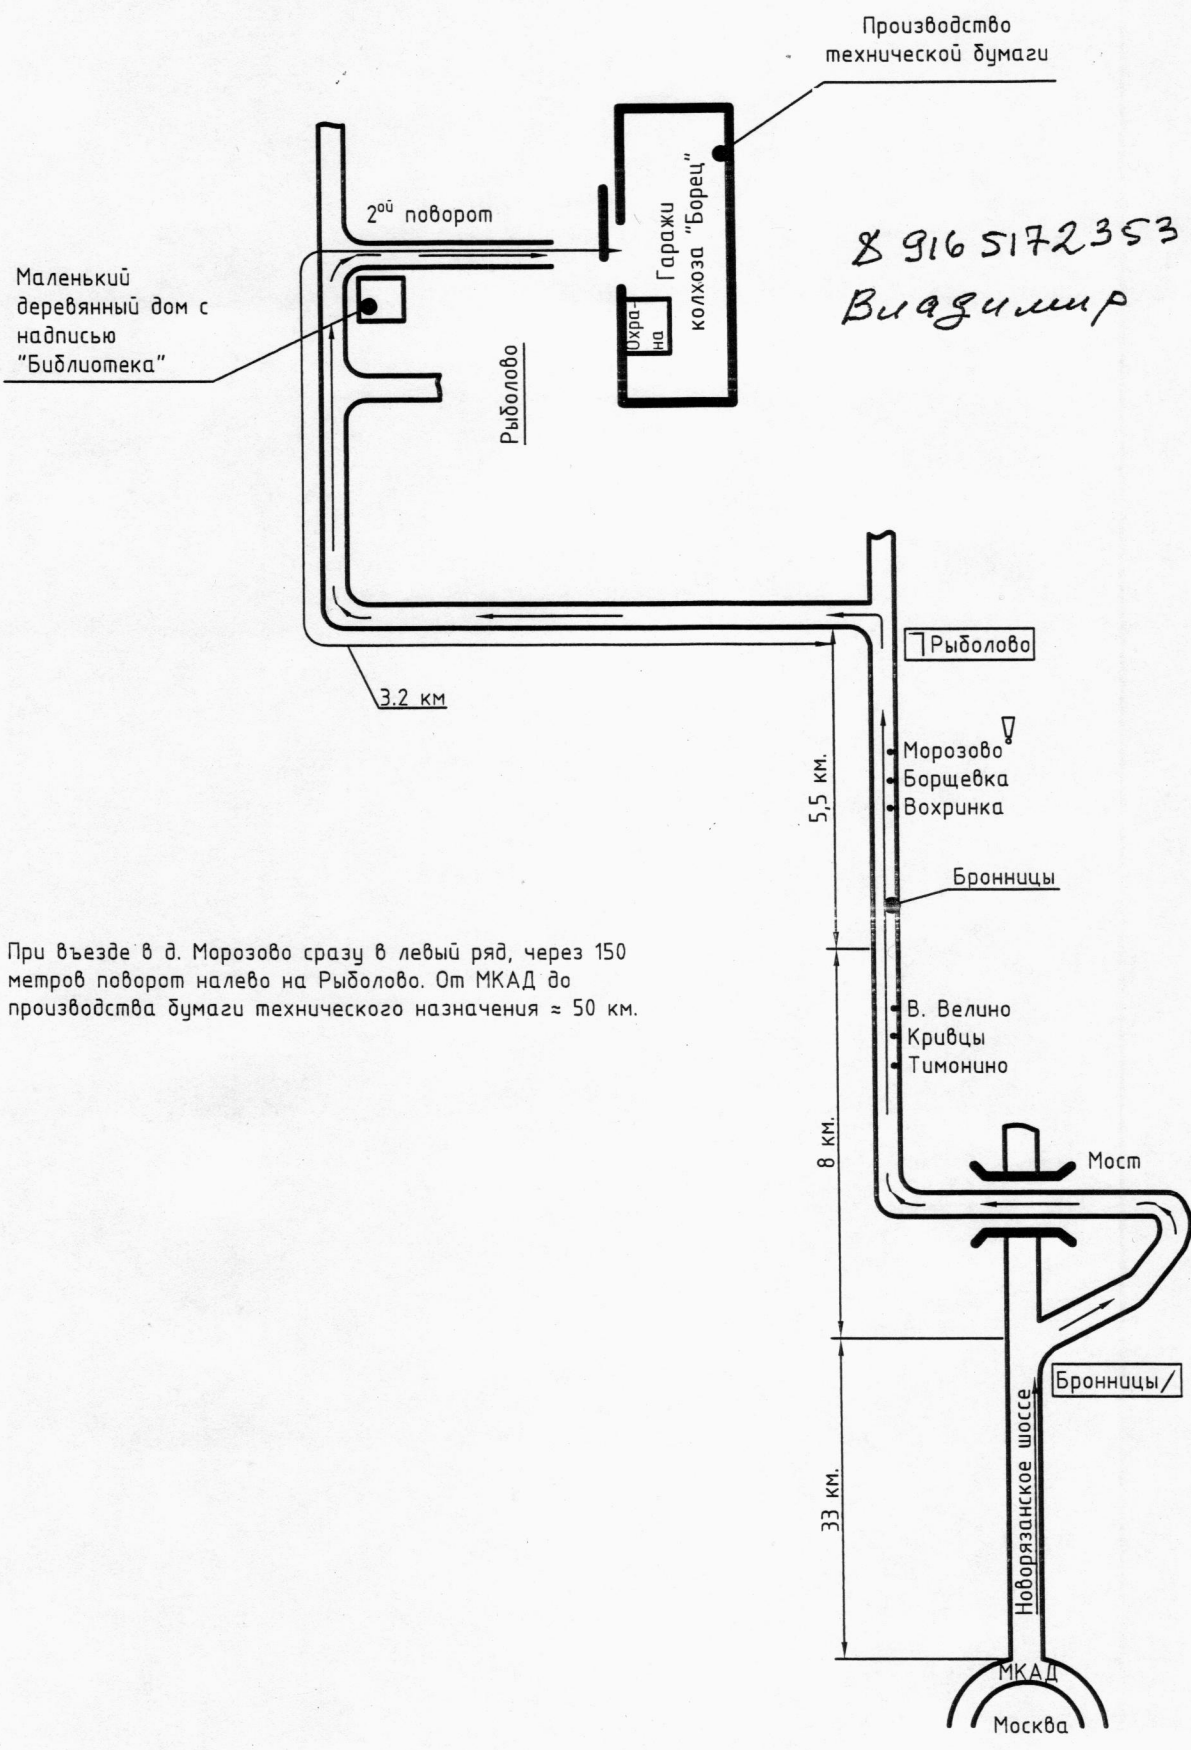 Производство
технической бумаги
2ой поворот
Гаражи
колхоза "Борец"
Охра-
на
8 916 5172353
Владимир
Маленький
деревянный дом с
надписью
"Библиотека"
Рыболово
Рыболово
3.2 км
Морозово!
Борщевка
Вохринка
5,5 км.
Бронницы
При въезде в д. Морозово сразу в левый ряд, через 150
метров поворот налево на Рыболово. От МКАД до
производства бумаги технического назначения ≈ 50 км.
В. Велино
Кривцы
Тимонино
8 км.
Мост
Бронницы/
Новорязанское шоссе
33 км.
МКАД
Москва